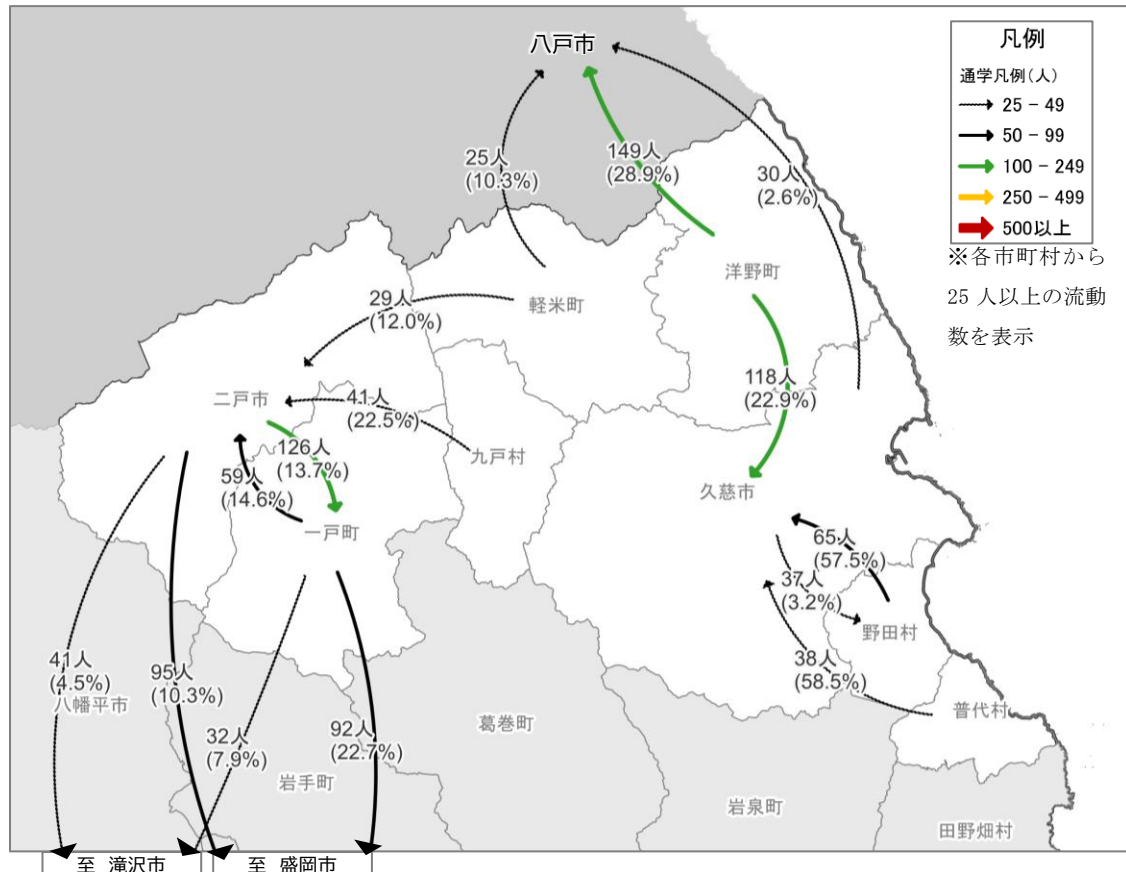 八戸市
凡例
通学凡例(人)
25 - 49
50 - 99
100 - 249
250 - 499
500以上
※各市町村から
25 人以上の流動
数を表示
149人
(28.9%)
25人
(10.3%)
30人
(2.6%)
洋野町
29人
(12.0%)
軽米町
118人
(22.9%)
二戸市
41人
(22.5%)
126人
(13.7%)
九戸村
59人
(14.6%)
久慈市
一戸町
65人
(57.5%)
37人
(3.2%)
野田村
41人
(4.5%)
八幡平市
95人
(10.3%)
38人
(58.5%)
普代村
32人
(7.9%)
92人
(22.7%)
葛巻町
岩手町
岩泉町
田野畑村
至 滝沢市
至 盛岡市